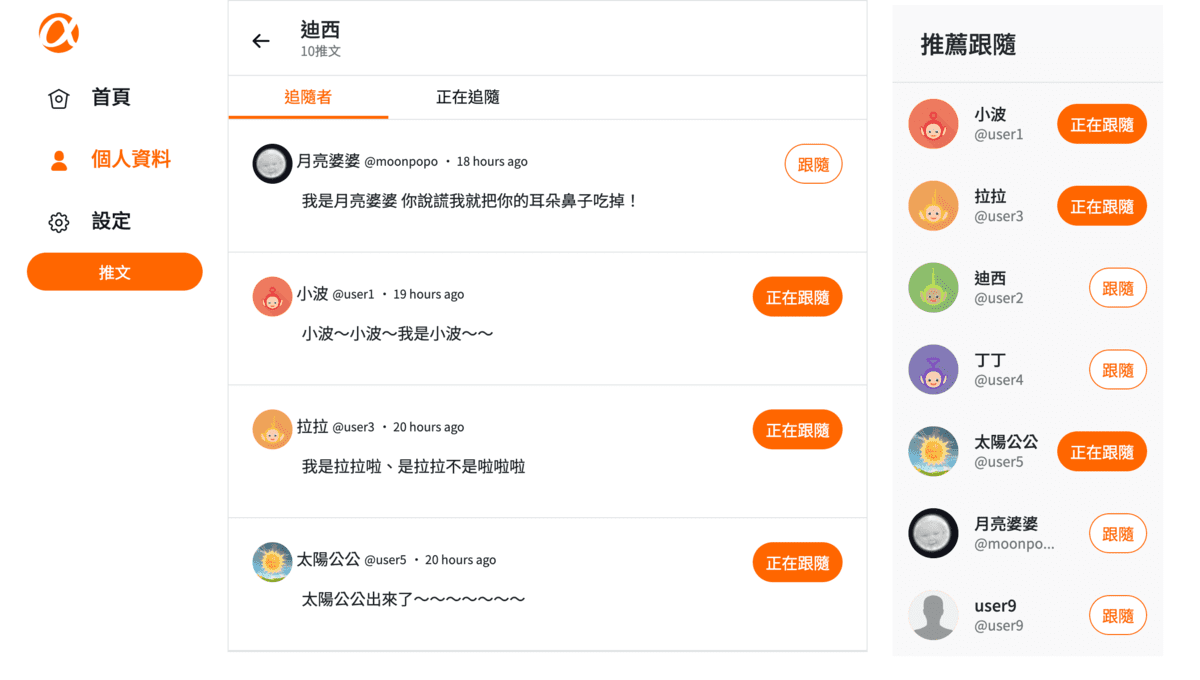 首頁
個人資料
設定
推文
迪西
10推文
追隨者
正在追隨
月亮婆婆 @moonpopo ・ 18 hours ago
跟隨
我是月亮婆婆 你說謊我就把你的耳朵鼻子吃掉！
小波 @user1 ・ 19 hours ago
正在跟隨
小波～小波～我是小波～～
拉拉 @user3 ・ 20 hours ago
正在跟隨
我是拉拉啦、是拉拉不是啦啦啦
太陽公公 @user5 ・ 20 hours ago
正在跟隨
太陽公公出來了～～～～～～～
推薦跟隨
小波
@user1
正在跟隨
拉拉
@user3
正在跟隨
迪西
@user2
跟隨
丁丁
@user4
跟隨
太陽公公
@user5
正在跟隨
月亮婆婆
@moonpo...
跟隨
user9
@user9
跟隨